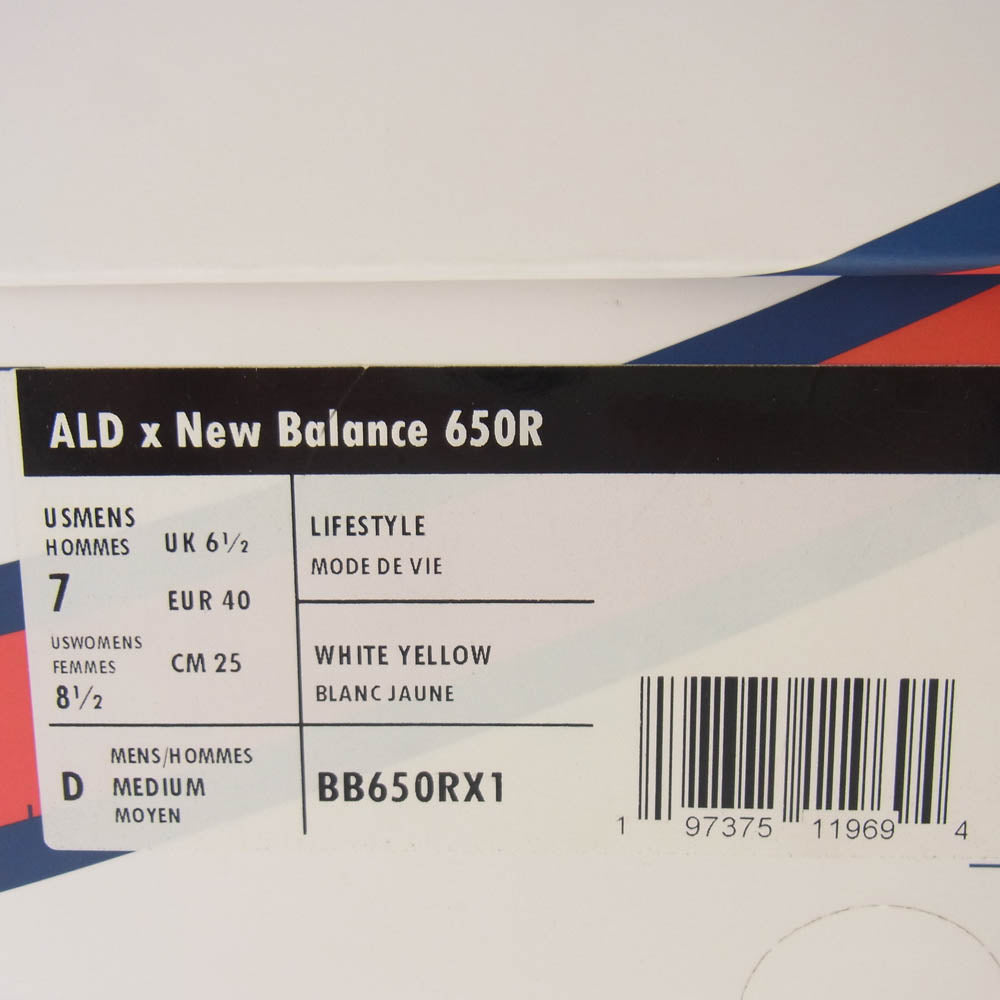 ALD x New Balance 650R
USMENS
HOMMES
7
UK 6½
EUR 40
USWOMENS
FEMMES
8½
CM 25
LIFESTYLE
MODE DE VIE
WHITE YELLOW
BLANC JAUNE
D
MENS/HOMMES
MEDIUM
MOYEN
BB650RX1
1 97375 11969 4